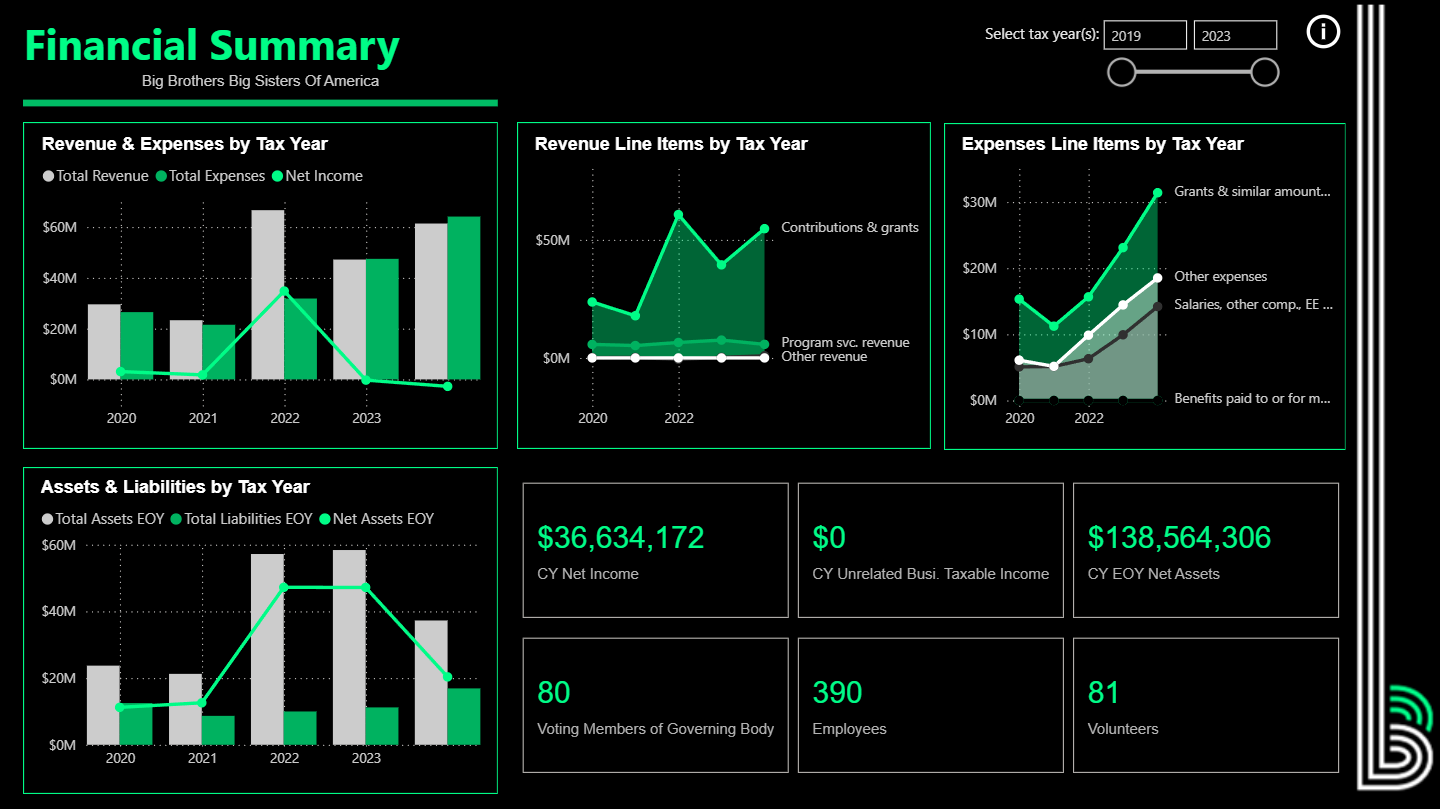 Financial Summary
Big Brothers Big Sisters Of America
Select tax year(s):
2019
2023
i
Revenue & Expenses by Tax Year
Total Revenue
Total Expenses
Net Income
$60M
$40M
$20M
$0M
2020
2021
2022
2023
Revenue Line Items by Tax Year
$50M
$0M
2020
2022
Contributions & grants
Program svc. revenue
Other revenue
Expenses Line Items by Tax Year
$30M
$20M
$10M
$0M
2020
2022
Grants & similar amount...
Other expenses
Salaries, other comp., EE ...
Benefits paid to or for m...
Assets & Liabilities by Tax Year
Total Assets EOY
Total Liabilities EOY
Net Assets EOY
$60M
$40M
$20M
$0M
2020
2021
2022
2023
$36,634,172
CY Net Income
$0
CY Unrelated Busi. Taxable Income
$138,564,306
CY EOY Net Assets
80
Voting Members of Governing Body
390
Employees
81
Volunteers